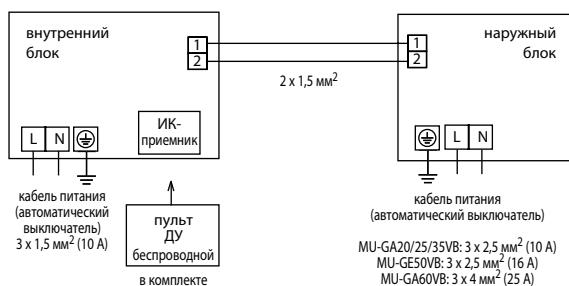 внутренний
блок
1
2
2 x 1,5 мм²
1
2
наружный
блок
ИК-
приемник
L N
L N
кабель питания
(автоматический
выключатель)
3 x 1,5 мм² (10 А)
пульт
ДУ
беспроводной
в комплекте
кабель питания
(автоматический выключатель)
MU-GA20/25/35VB: 3 x 2,5 мм² (10 А)
MU-GE50VB: 3 x 2,5 мм² (16 А)
MU-GA60VB: 3 x 4 мм² (25 А)